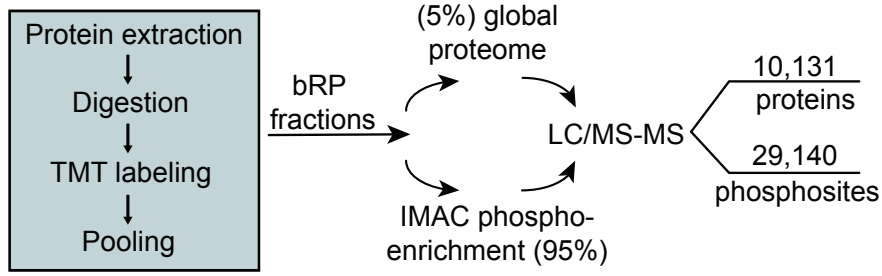 Protein extraction
Digestion
TMT labeling
Pooling
bRP
fractions
(5%) global
proteome
IMAC phospho-
enrichment (95%)
LC/MS-MS
10,131
proteins
29,140
phosphosites